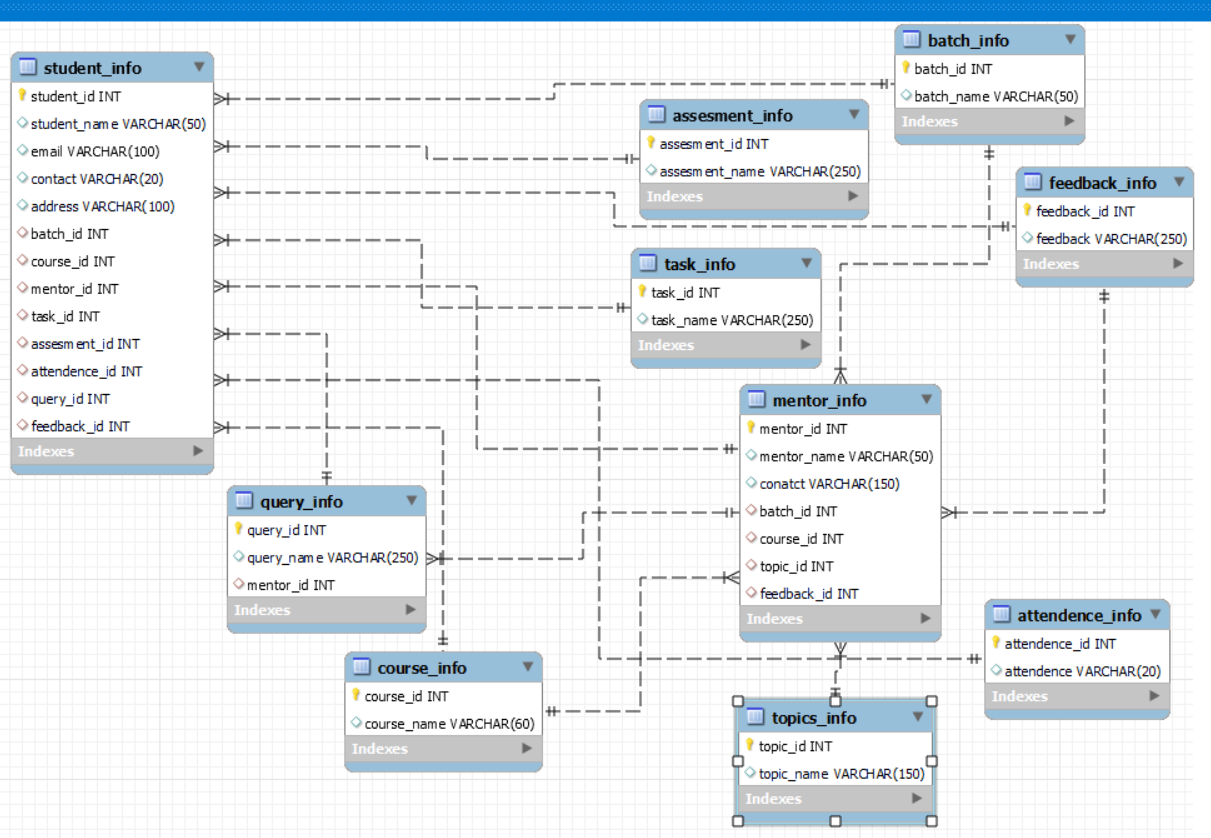 student_info
student_id INT
student_name VARCHAR(50)
email VARCHAR(100)
contact VARCHAR(20)
address VARCHAR(100)
batch_id INT
course_id INT
mentor_id INT
task_id INT
assesment_id INT
attendence_id INT
query_id INT
feedback_id INT
Indexes
batch_info
batch_id INT
batch_name VARCHAR(50)
Indexes
assesment_info
assesment_id INT
assesment_name VARCHAR(250)
Indexes
feedback_info
feedback_id INT
feedback VARCHAR(250)
Indexes
task_info
task_id INT
task_name VARCHAR(250)
Indexes
mentor_info
mentor_id INT
mentor_name VARCHAR(50)
conatct VARCHAR(150)
batch_id INT
course_id INT
topic_id INT
feedback_id INT
Indexes
query_info
query_id INT
query_name VARCHAR(250)
mentor_id INT
Indexes
attendence_info
attendence_id INT
attendence VARCHAR(20)
Indexes
course_info
course_id INT
course_name VARCHAR(60)
Indexes
topics_info
topic_id INT
topic_name VARCHAR(150)
Indexes